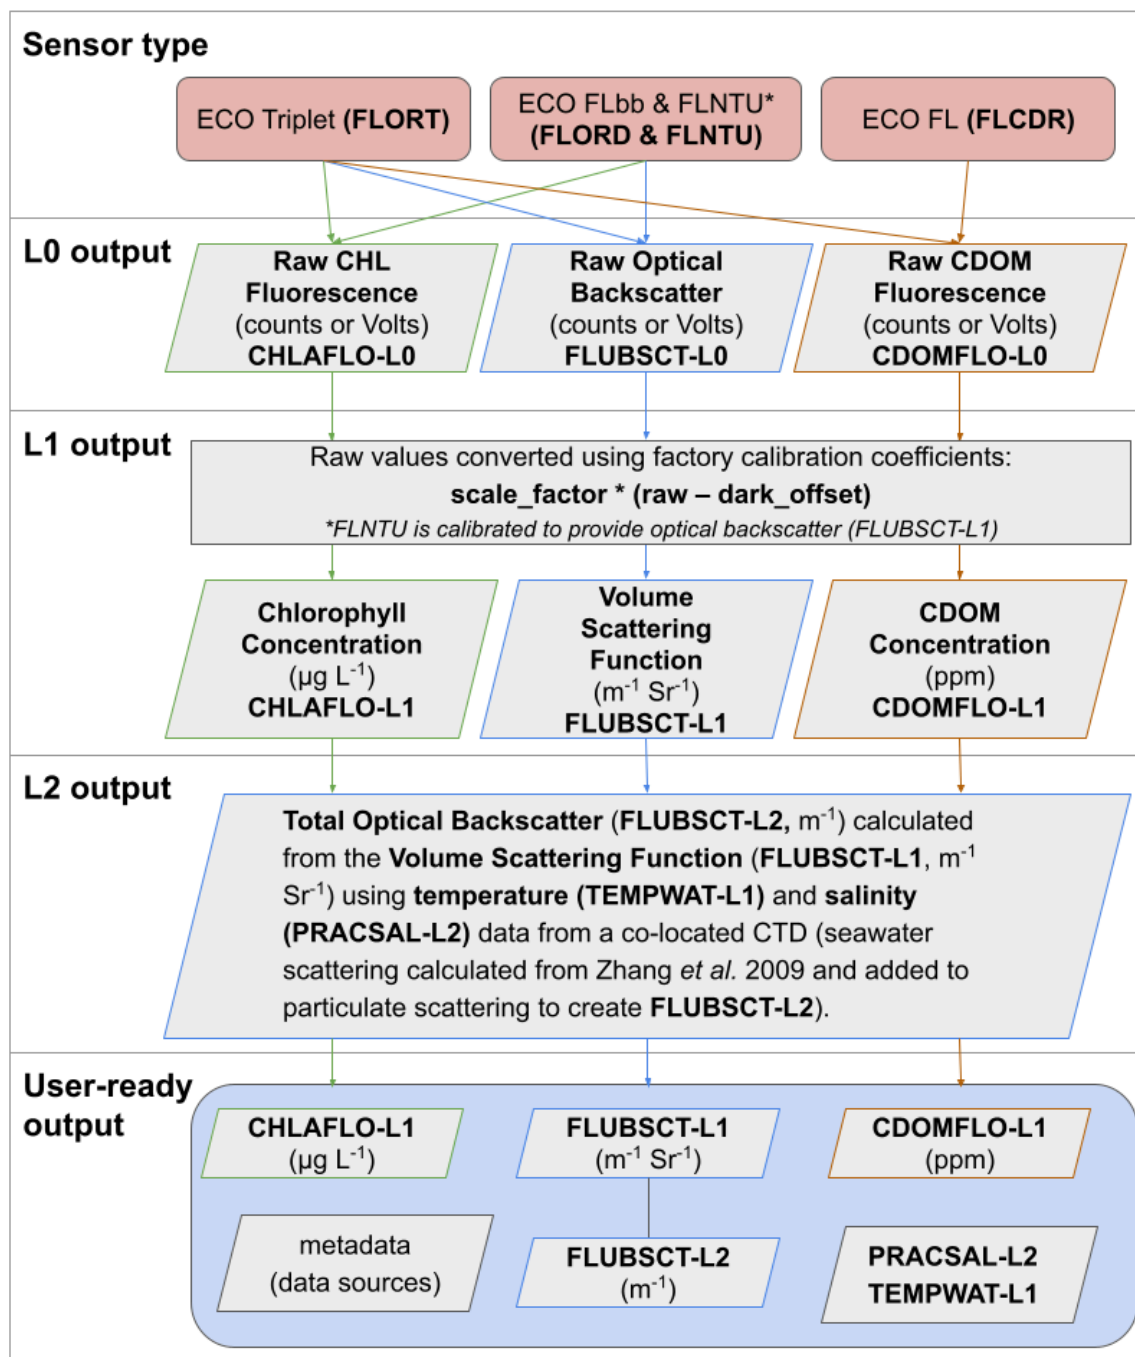 Sensor type
ECO Triplet (FLORT)
ECO FLbb & FLNTU*
(FLORD & FLNTU)
ECO FL (FLCDR)
L0 output
Raw CHL
Fluorescence
(counts or Volts)
CHLAFLO-L0
Raw Optical
Backscatter
(counts or Volts)
FLUBSCT-L0
Raw CDOM
Fluorescence
(counts or Volts)
CDOMFLO-L0
L1 output
Raw values converted using factory calibration coefficients:
scale_factor * (raw – dark_offset)
*FLNTU is calibrated to provide optical backscatter (FLUBSCT-L1)
Chlorophyll
Concentration
(µg L⁻¹)
CHLAFLO-L1
Volume
Scattering
Function
(m⁻¹ Sr⁻¹)
FLUBSCT-L1
CDOM
Concentration
(ppm)
CDOMFLO-L1
L2 output
Total Optical Backscatter (FLUBSCT-L2, m⁻¹) calculated
from the Volume Scattering Function (FLUBSCT-L1, m⁻¹
Sr⁻¹) using temperature (TEMPWAT-L1) and salinity
(PRACSAL-L2) data from a co-located CTD (seawater
scattering calculated from Zhang et al. 2009 and added to
particulate scattering to create FLUBSCT-L2).
User-ready
output
CHLAFLO-L1
(µg L⁻¹)
FLUBSCT-L1
(m⁻¹ Sr⁻¹)
CDOMFLO-L1
(ppm)
metadata
(data sources)
FLUBSCT-L2
(m⁻¹)
PRACSAL-L2
TEMPWAT-L1